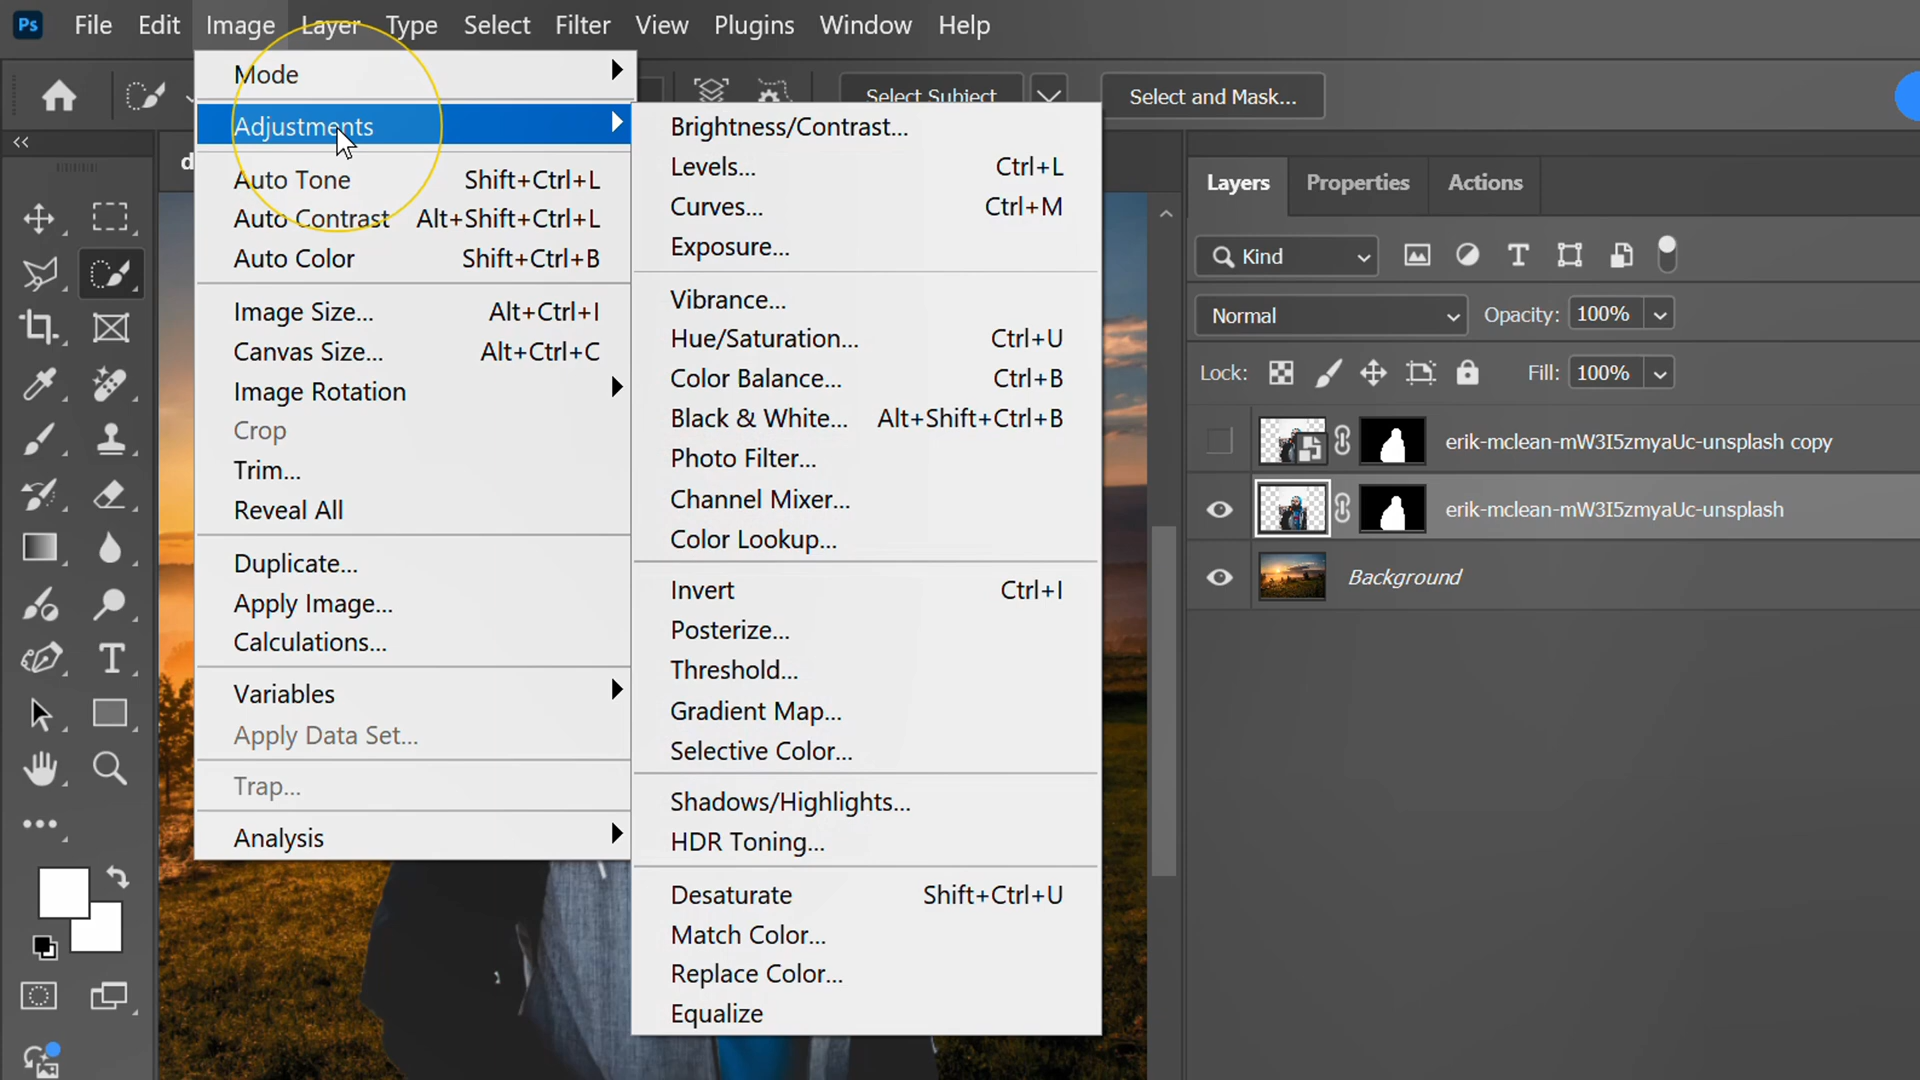 Ps File Edit Image Layer Type Select Filter View Plugins Window Help
Select Subject Select and Mask...
Mode
Adjustments
Auto Tone Shift+Ctrl+L
Auto Contrast Alt+Shift+Ctrl+L
Auto Color Shift+Ctrl+B
Image Size... Alt+Ctrl+I
Canvas Size... Alt+Ctrl+C
Image Rotation
Crop
Trim...
Reveal All
Duplicate...
Apply Image...
Calculations...
Variables
Apply Data Set...
Trap...
Analysis
Brightness/Contrast...
Levels... Ctrl+L
Curves... Ctrl+M
Exposure...
Vibrance...
Hue/Saturation... Ctrl+U
Color Balance... Ctrl+B
Black & White... Alt+Shift+Ctrl+B
Photo Filter...
Channel Mixer...
Color Lookup...
Invert Ctrl+I
Posterize...
Threshold...
Gradient Map...
Selective Color...
Shadows/Highlights...
HDR Toning...
Desaturate Shift+Ctrl+U
Match Color...
Replace Color...
Equalize
Layers Properties Actions
Kind
Normal Opacity: 100%
Lock: Fill: 100%
erik-mclean-mW3I5zmyaUc-unsplash copy
erik-mclean-mW3I5zmyaUc-unsplash
Background